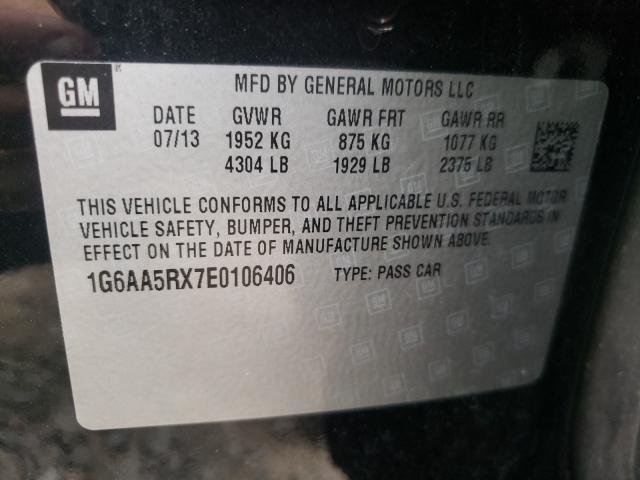 GM
MFD BY GENERAL MOTORS LLC
DATE GVWR GAWR FRT GAWR RR
07/13 1952 KG 875 KG 1077 KG
4304 LB 1929 LB 2375 LB
THIS VEHICLE CONFORMS TO ALL APPLICABLE U.S. FEDERAL MOTOR
VEHICLE SAFETY, BUMPER, AND THEFT PREVENTION STANDARDS IN
EFFECT ON THE DATE OF MANUFACTURE SHOWN ABOVE.
1G6AA5RX7E0106406 TYPE: PASS CAR